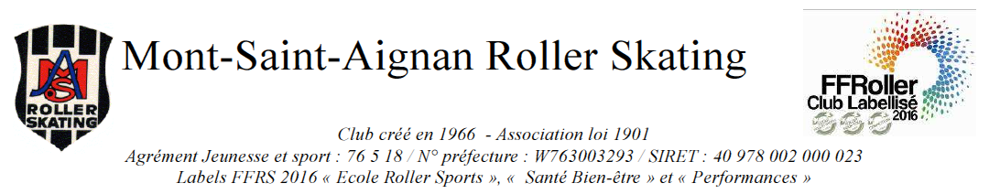 Mont-Saint-Aignan Roller Skating
MSA
ROLLER
SKATING
FFRoller
Club Labellisé
2016
Club créé en 1966 - Association loi 1901
Agrément Jeunesse et sport : 76 5 18 / N° préfecture : W763003293 / SIRET : 40 978 002 000 023
Labels FFRS 2016 « Ecole Roller Sports », « Santé Bien-être » et « Performances »